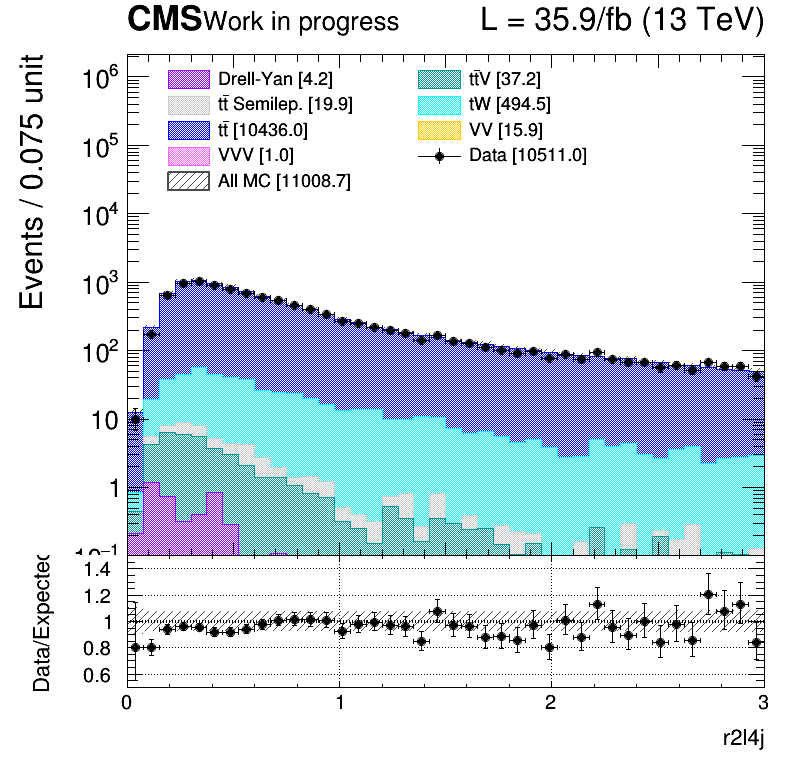 CMS Work in progress L = 35.9/fb (13 TeV)
Events / 0.075 unit
Drell-Yan [4.2]
tt̄ Semilep. [19.9]
tt̄ [10436.0]
VVV [1.0]
All MC [11008.7]
tt̄V [37.2]
tW [494.5]
VV [15.9]
Data [10511.0]
10⁶
10⁵
10⁴
10³
10²
10
1
10⁻¹
Data/Expected
1.4
1.2
1
0.8
0.6
0 1 2 3
r2l4j